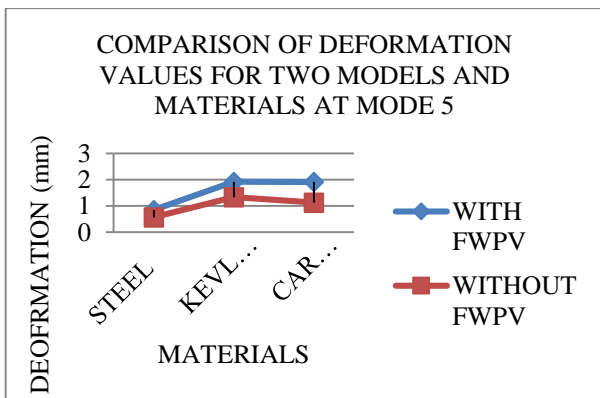 COMPARISON OF DEFORMATION
VALUES FOR TWO MODELS AND
MATERIALS AT MODE 5
DEOFRMATION (mm)
3
2
1
0
STEEL
KEVL...
CAR...
MATERIALS
WITH
FWPV
WITHOUT
FWPV